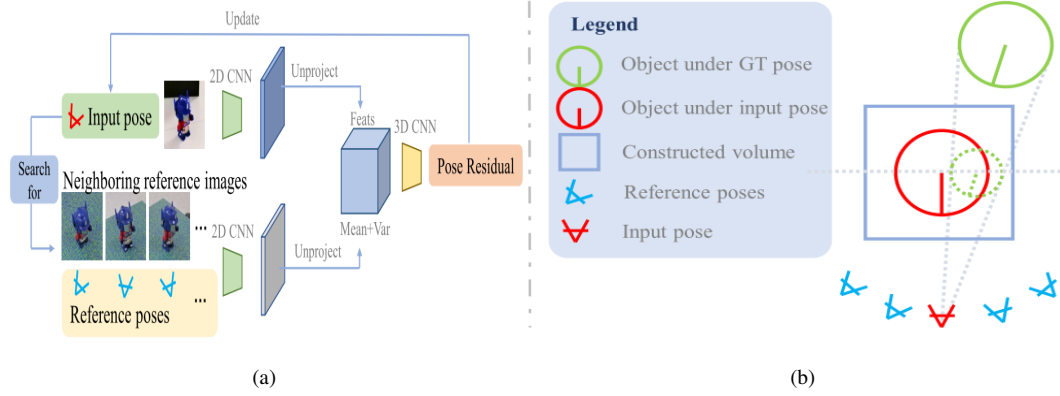 Update
2D CNN
Unproject
Input pose
Feats
3D CNN
Search
for
Pose Residual
Neighboring reference images
...
2D CNN
Mean+Var
Unproject
...
Reference poses
(a)
Legend
Object under GT pose
Object under input pose
Constructed volume
Reference poses
Input pose
(b)